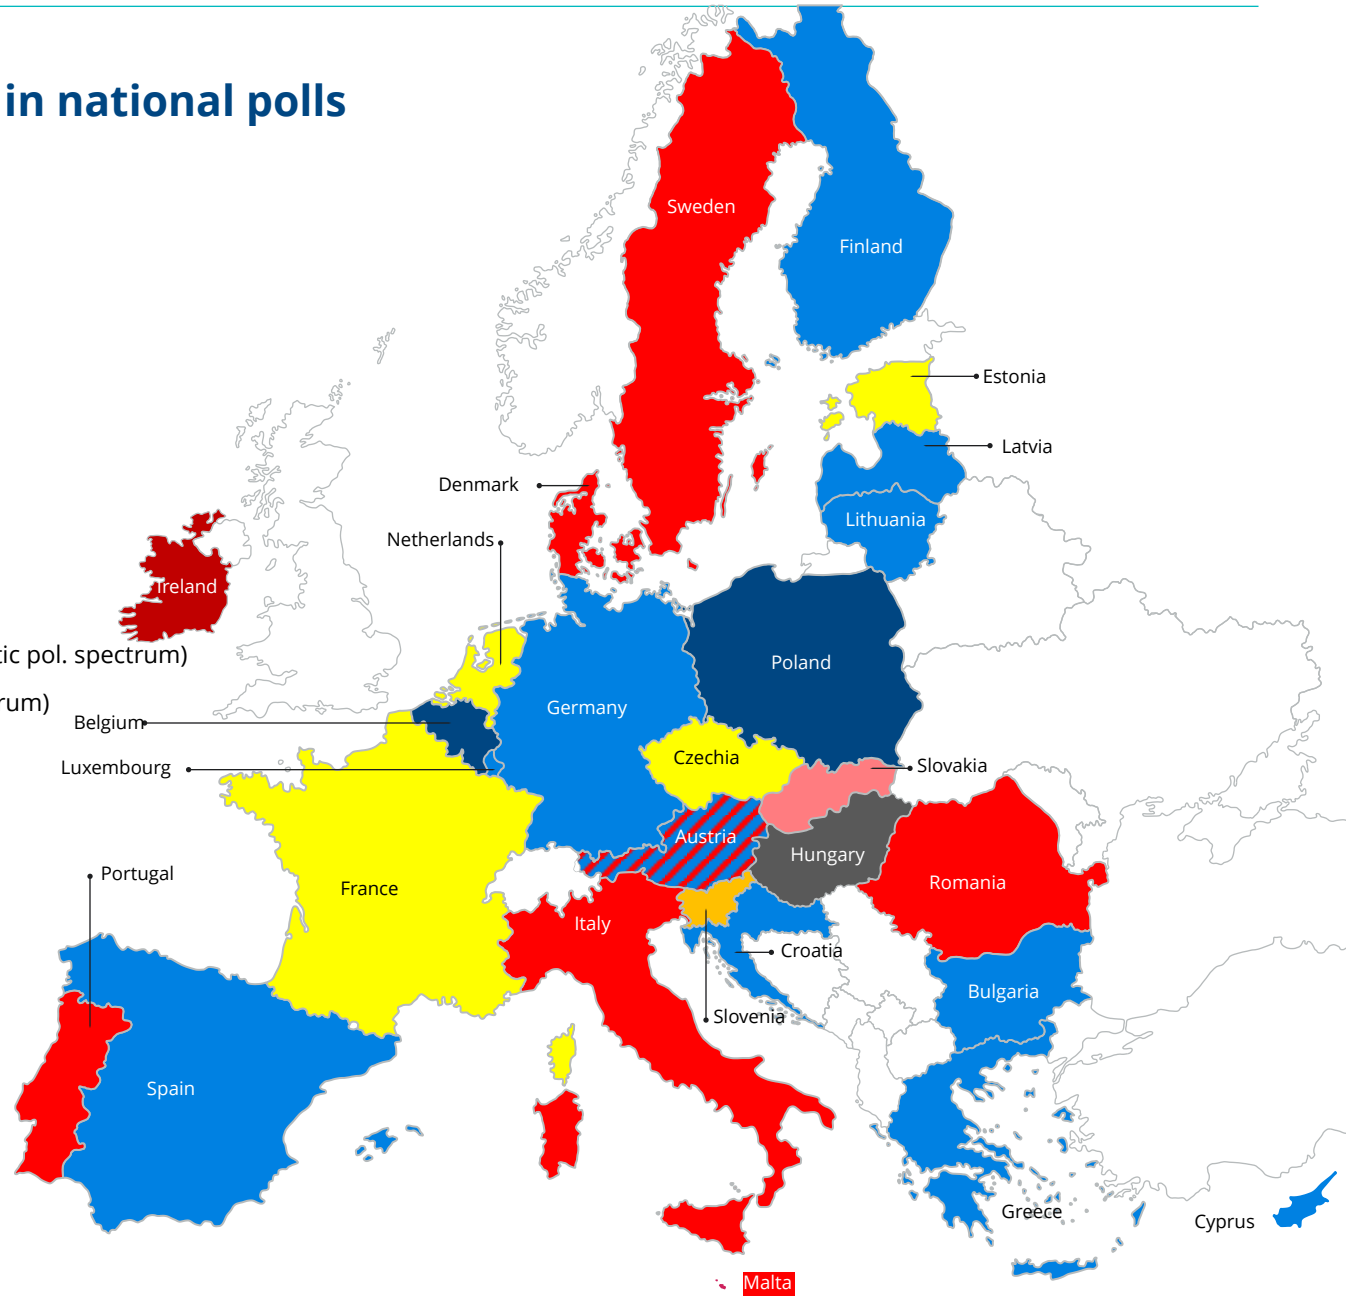 in national polls
Sweden
Finland
Estonia
Latvia
Denmark
Lithuania
Netherlands
Ireland
tic pol. spectrum)
Poland
rum)
Germany
Belgium
Czechia
Luxembourg
Slovakia
Austria
Hungary
Portugal
France
Romania
Italy
Croatia
Bulgaria
Slovenia
Spain
Greece
Cyprus
Malta